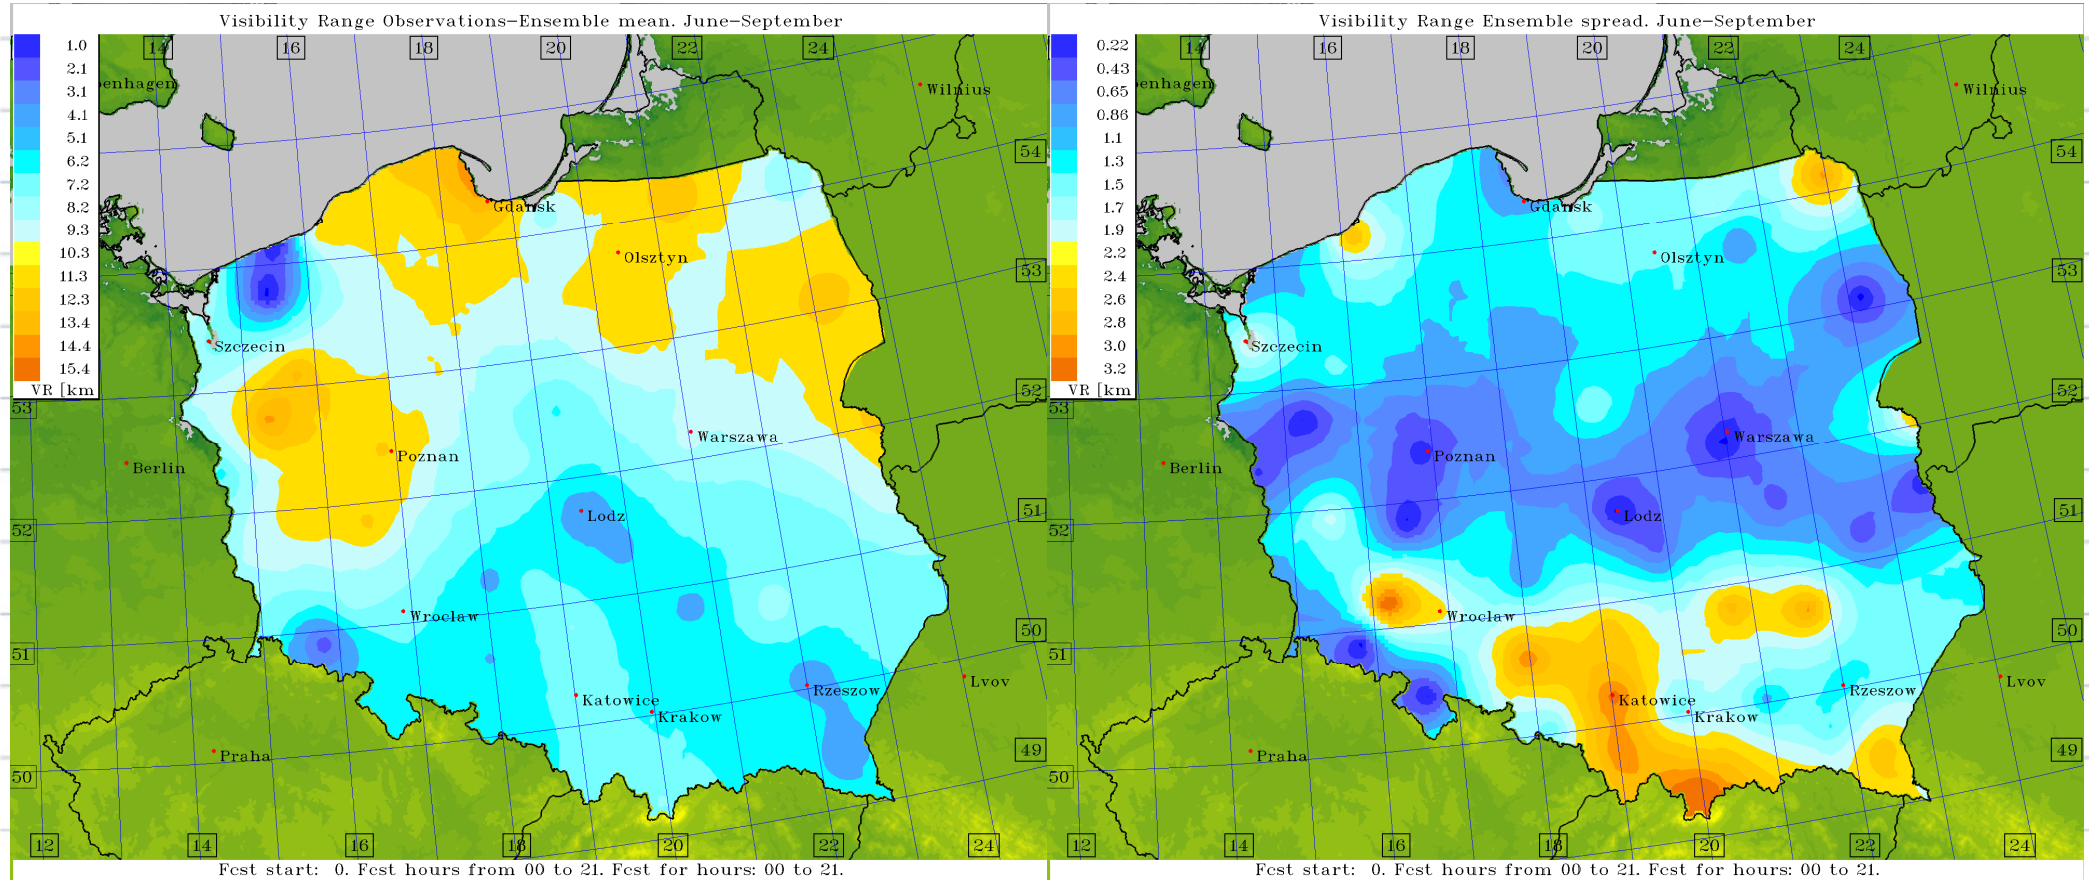 Visibility Range Observations−Ensemble mean. June−September
1.0
2.1
3.1
4.1
5.1
6.2
7.2
8.2
9.3
10.3
11.3
12.3
13.4
14.4
15.4
VR [km
14
16
18
20
22
24
enhagen
Wilnius
54
Gdansk
Olsztyn
53
Szczecin
52
53
Warszawa
Poznan
Berlin
51
Lodz
52
Wroclaw
50
51
Rzeszow
Lvov
Katowice
Krakow
Praha
49
50
12
14
16
18
20
22
24
Fcst start: 0. Fcst hours from 00 to 21. Fcst for hours: 00 to 21.
Visibility Range Ensemble spread. June−September
0.22
0.43
0.65
0.86
1.1
1.3
1.5
1.7
1.9
2.2
2.4
2.6
2.8
3.0
3.2
VR [km
14
16
18
20
22
24
enhagen
Wilnius
54
Gdansk
Olsztyn
53
Szczecin
52
53
Warszawa
Poznan
Berlin
51
Lodz
52
Wroclaw
50
51
Rzeszow
Lvov
Katowice
Krakow
Praha
49
50
12
14
16
18
20
22
24
Fcst start: 0. Fcst hours from 00 to 21. Fcst for hours: 00 to 21.